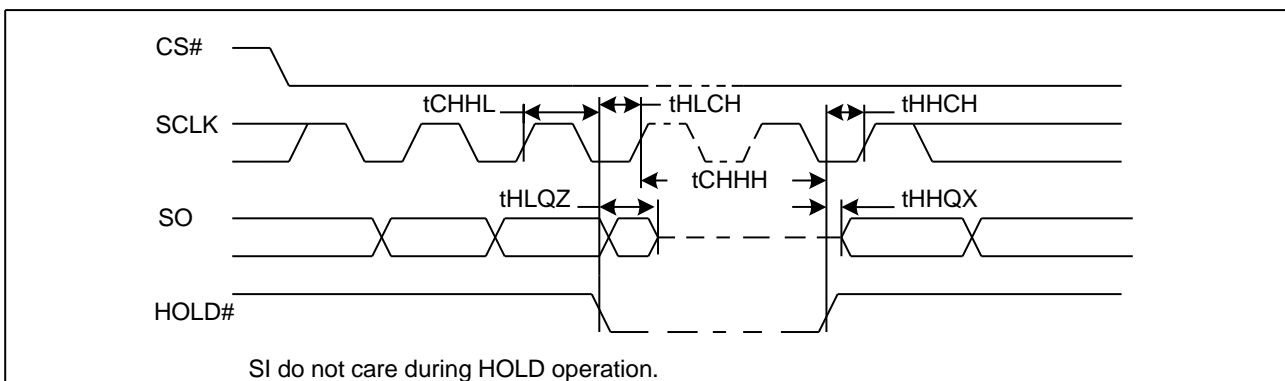 CS#
tCHHL
tHLCH
tHHCH
SCLK
tCHHH
tHLQZ
tHHQX
SO
HOLD#
SI do not care during HOLD operation.